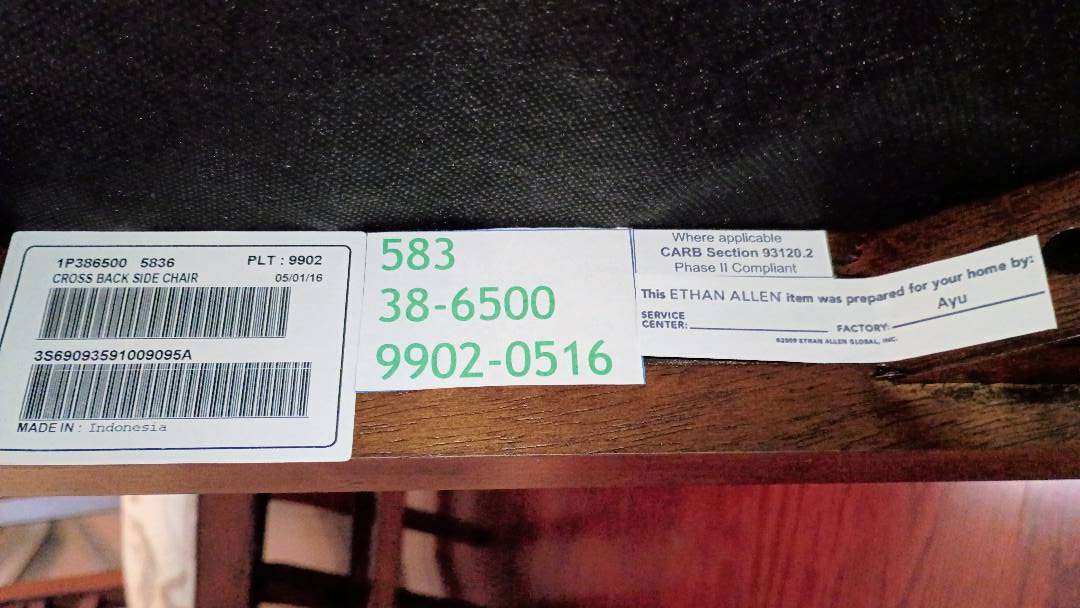 1P386500 5836 PLT : 9902
CROSS BACK SIDE CHAIR 05/01/16
3S69093591009095A
MADE IN : Indonesia
583
38-6500
9902-0516
Where applicable
CARB Section 93120.2
Phase II Compliant
This ETHAN ALLEN item was prepared for your home by:
SERVICE
CENTER: FACTORY: Ayu
©2009 ETHAN ALLEN GLOBAL, INC.